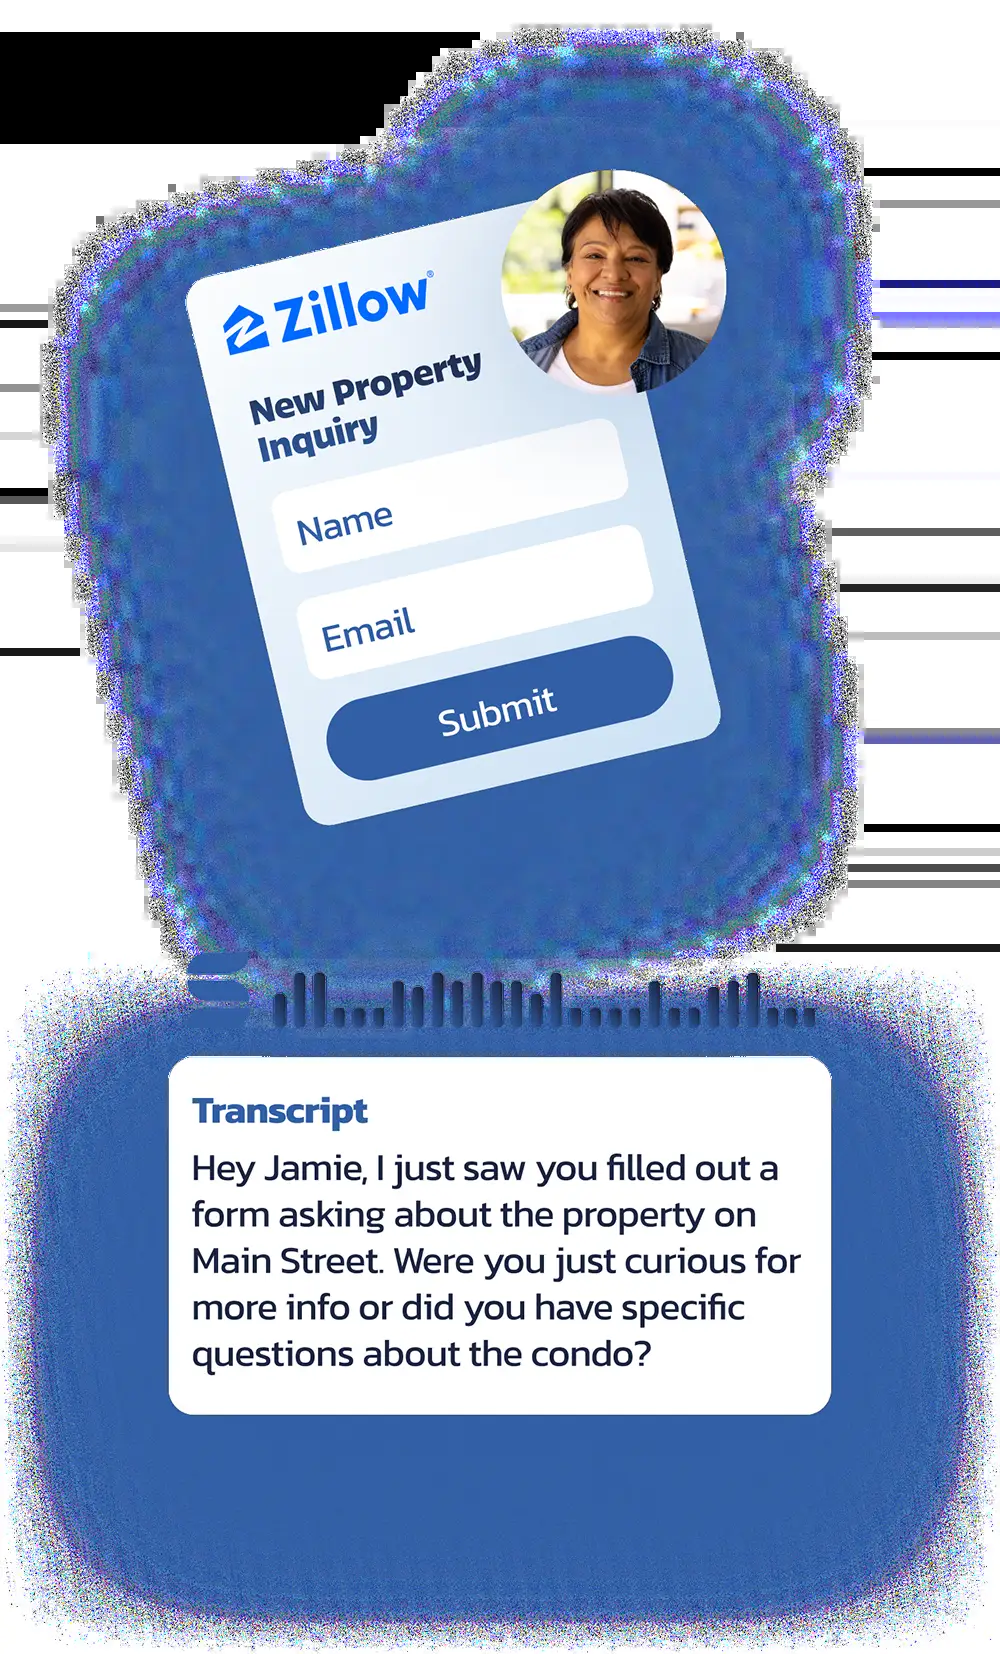 Zillow®
New Property
Inquiry
Name
Email
Submit
Transcript
Hey Jamie, I just saw you filled out a
form asking about the property on
Main Street. Were you just curious for
more info or did you have specific
questions about the condo?